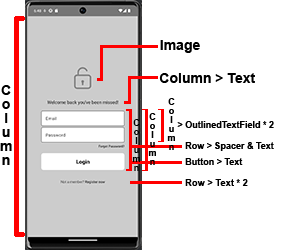 Image
Column > Text
Welcome back you've been missed!
Email
Password
Forgot Password?
Login
Not a member? Register now
Column
Column
Column
Column
> OutlinedTextField * 2
Row > Spacer & Text
Button > Text
Row > Text * 2